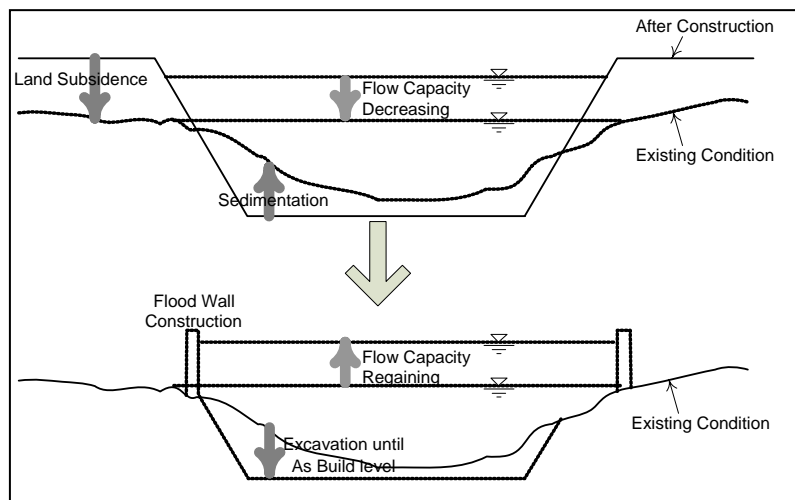 After Construction
Land Subsidence
Flow Capacity
Decreasing
Existing Condition
Sedimentation
Flood Wall
Construction
Flow Capacity
Regaining
Existing Condition
Excavation until
As Build level